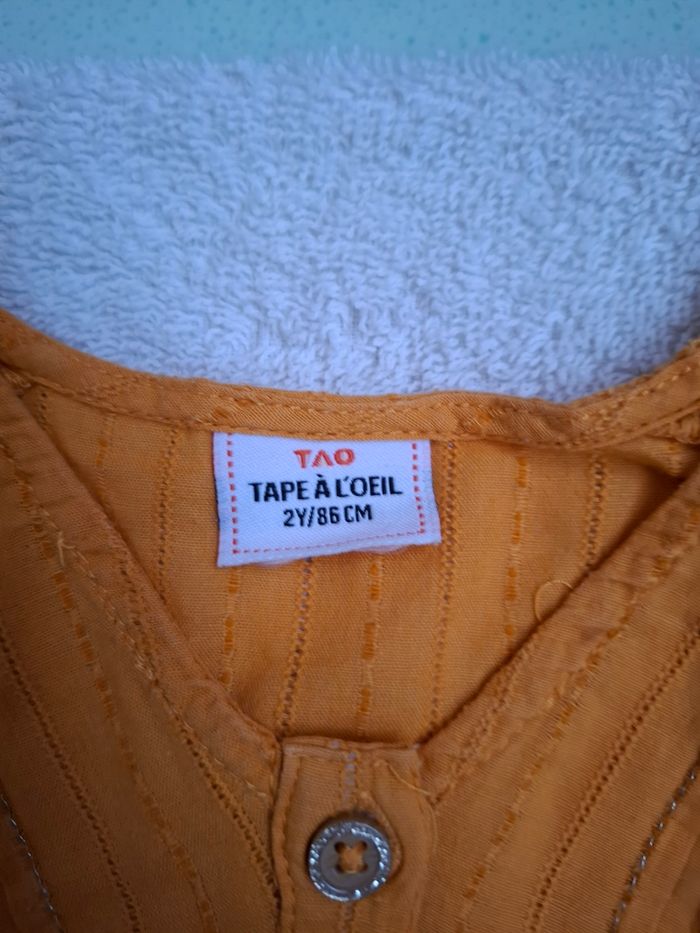 TAO
TAPE À L'OEIL
2Y/86 CM